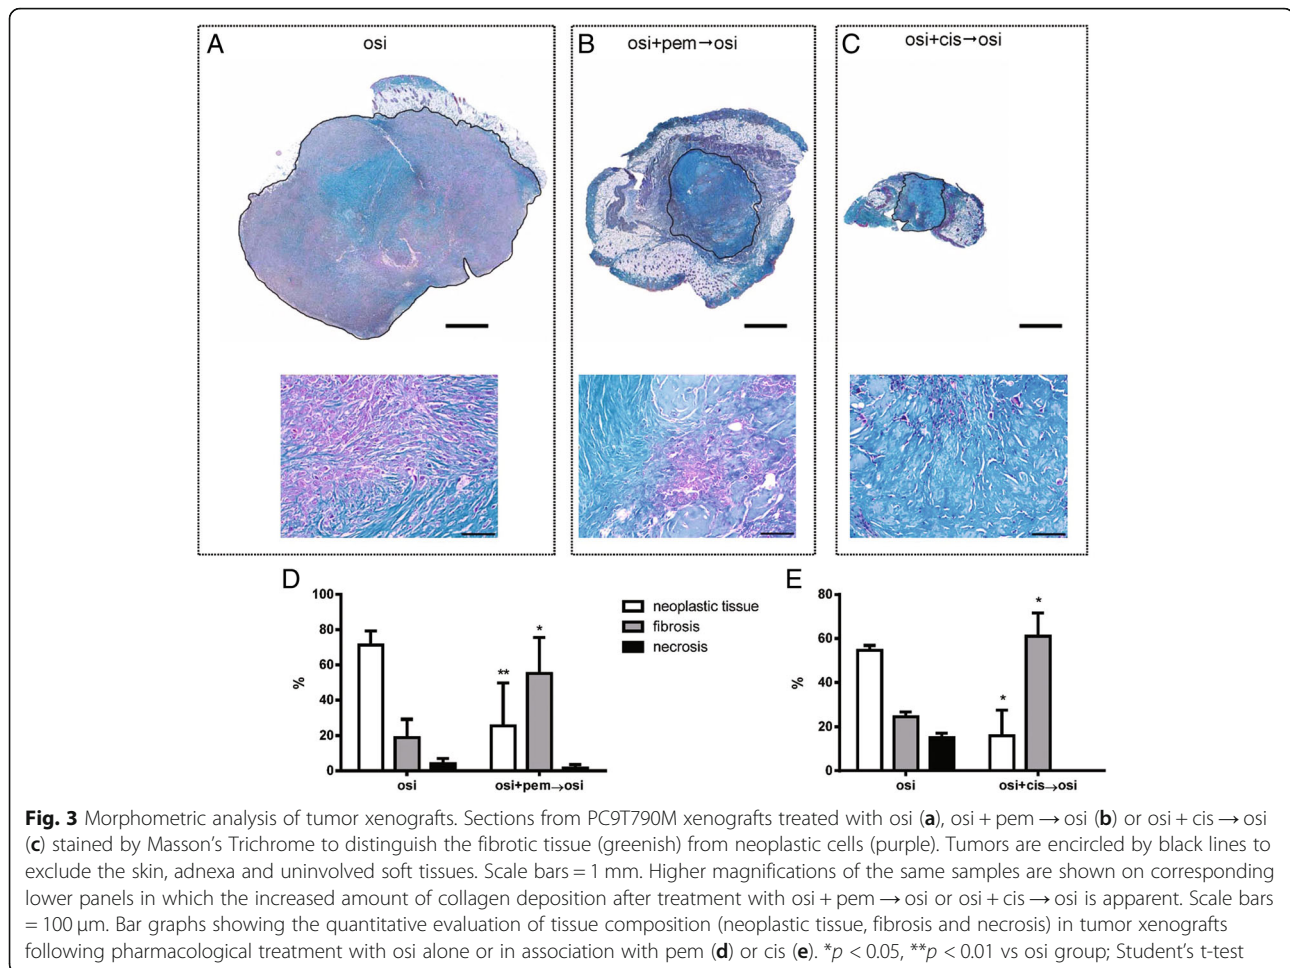 A
osi
B
osi+pem→osi
C
osi+cis→osi
D
100
80
60
40
20
0
%
**
*
osi
osi+pem→osi
neoplastic tissue
fibrosis
necrosis
E
80
60
40
20
0
%
*
*
osi
osi+cis→osi
Fig. 3 Morphometric analysis of tumor xenografts. Sections from PC9T790M xenografts treated with osi (a), osi + pem → osi (b) or osi + cis → osi
(c) stained by Masson's Trichrome to distinguish the fibrotic tissue (greenish) from neoplastic cells (purple). Tumors are encircled by black lines to
exclude the skin, adnexa and uninvolved soft tissues. Scale bars = 1 mm. Higher magnifications of the same samples are shown on corresponding
lower panels in which the increased amount of collagen deposition after treatment with osi + pem → osi or osi + cis → osi is apparent. Scale bars
= 100 μm. Bar graphs showing the quantitative evaluation of tissue composition (neoplastic tissue, fibrosis and necrosis) in tumor xenografts
following pharmacological treatment with osi alone or in association with pem (d) or cis (e). *p < 0.05, **p < 0.01 vs osi group; Student's t-test